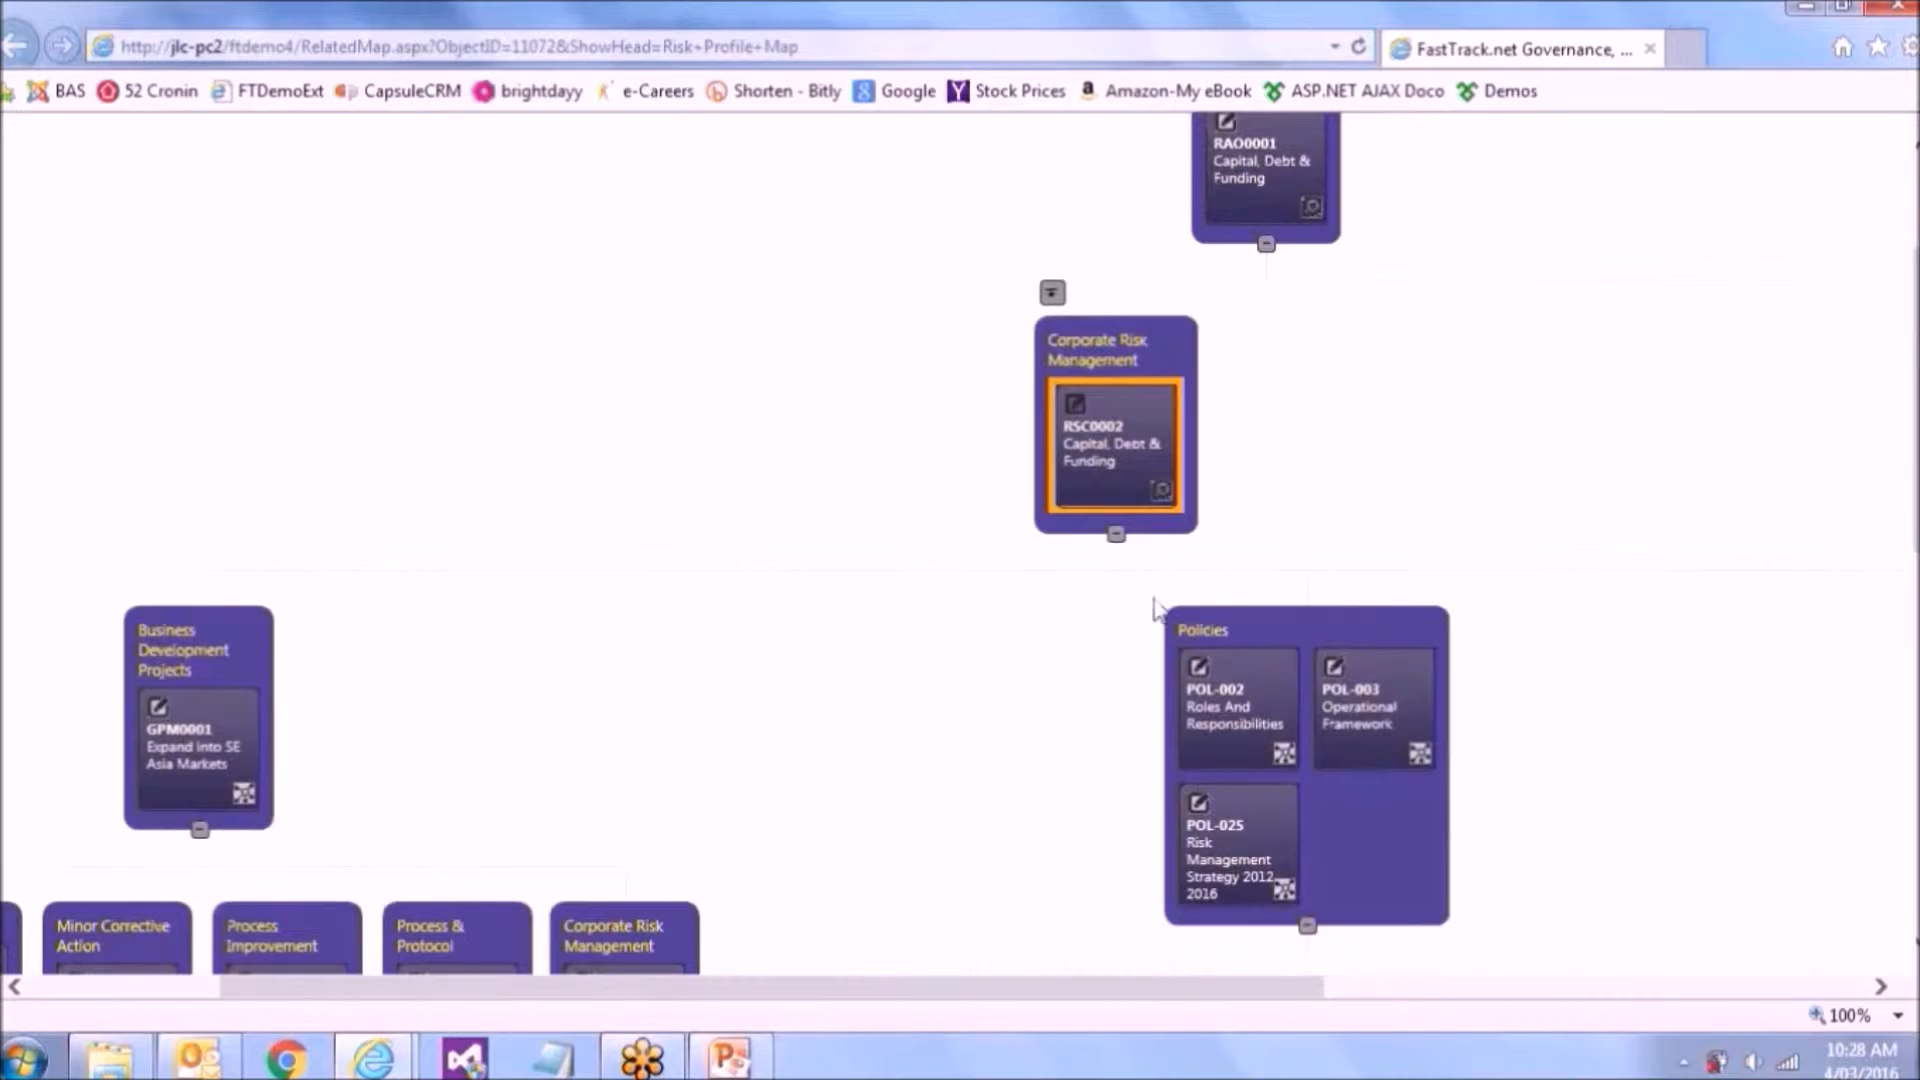 http://jlc-pc2/ftdemo4/RelatedMap.aspx?ObjectID=11072&ShowHead=Risk+Profile+Map
FastTrack.net Governance, ...
BAS
52 Cronin
FTDemoExt
CapsuleCRM
brightdayy
e-Careers
Shorten - Bitly
Google
Stock Prices
Amazon-My eBook
ASP.NET AJAX Doco
Demos
RAO0001
Capital, Debt &
Funding
Corporate Risk
Management
RSC0002
Capital, Debt &
Funding
Business
Development
Projects
GPM0001
Expand into SE
Asia Markets
Policies
POL-002
Roles And
Responsibilities
POL-003
Operational
Framework
POL-025
Risk
Management
Strategy 2012
2016
Minor Corrective
Action
Process
Improvement
Process &
Protocol
Corporate Risk
Management
100%
10:28 AM
4/03/2016